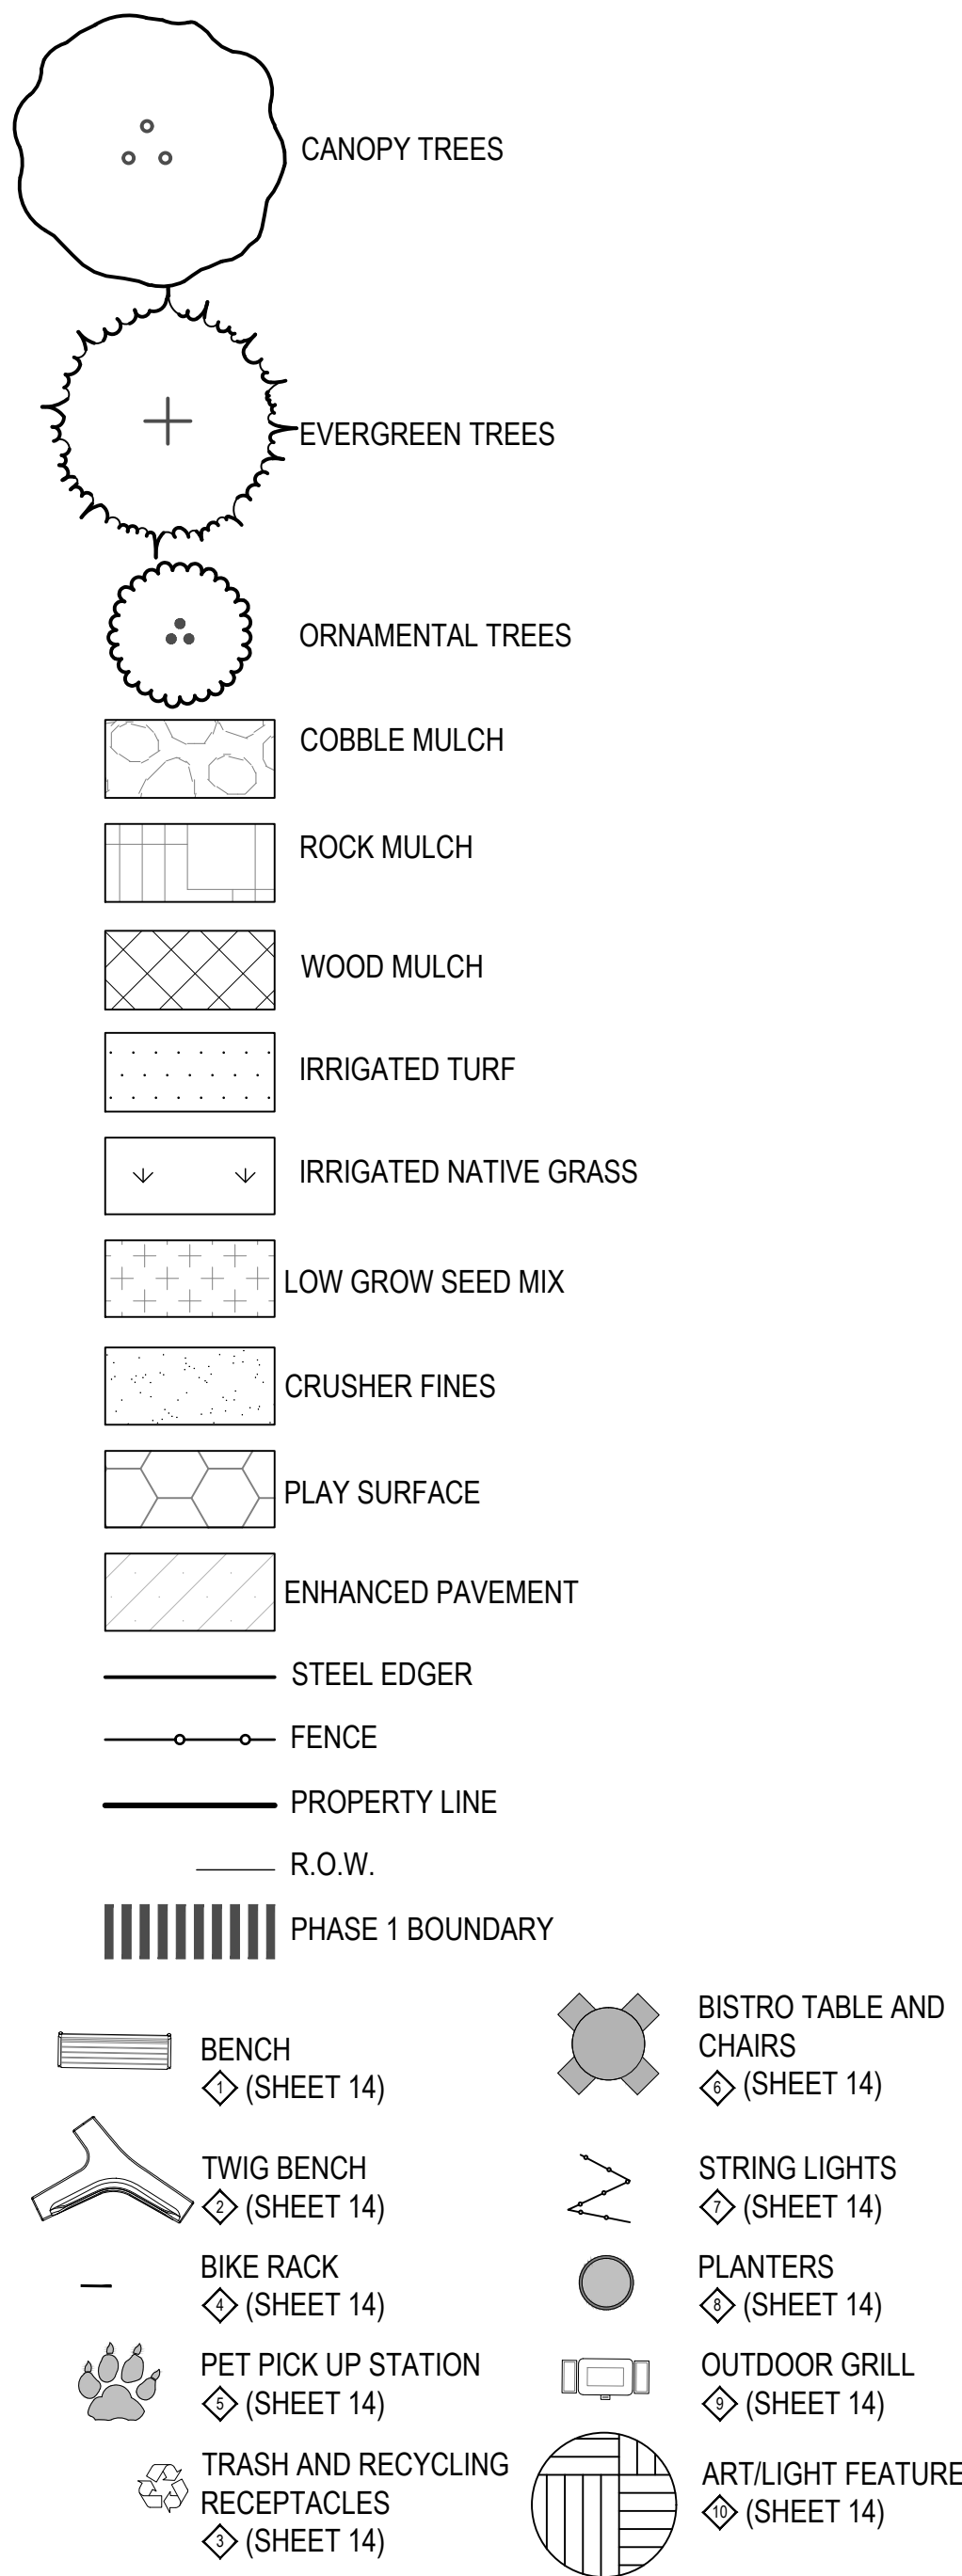 CANOPY TREES
EVERGREEN TREES
ORNAMENTAL TREES
COBBLE MULCH
ROCK MULCH
WOOD MULCH
IRRIGATED TURF
IRRIGATED NATIVE GRASS
LOW GROW SEED MIX
CRUSHER FINES
PLAY SURFACE
ENHANCED PAVEMENT
STEEL EDGER
FENCE
PROPERTY LINE
R.O.W.
PHASE 1 BOUNDARY
BENCH
1 (SHEET 14)
TWIG BENCH
2 (SHEET 14)
BIKE RACK
4 (SHEET 14)
PET PICK UP STATION
5 (SHEET 14)
TRASH AND RECYCLING
RECEPTACLES
3 (SHEET 14)
BISTRO TABLE AND
CHAIRS
6 (SHEET 14)
STRING LIGHTS
7 (SHEET 14)
PLANTERS
8 (SHEET 14)
OUTDOOR GRILL
9 (SHEET 14)
ART/LIGHT FEATURE
10 (SHEET 14)